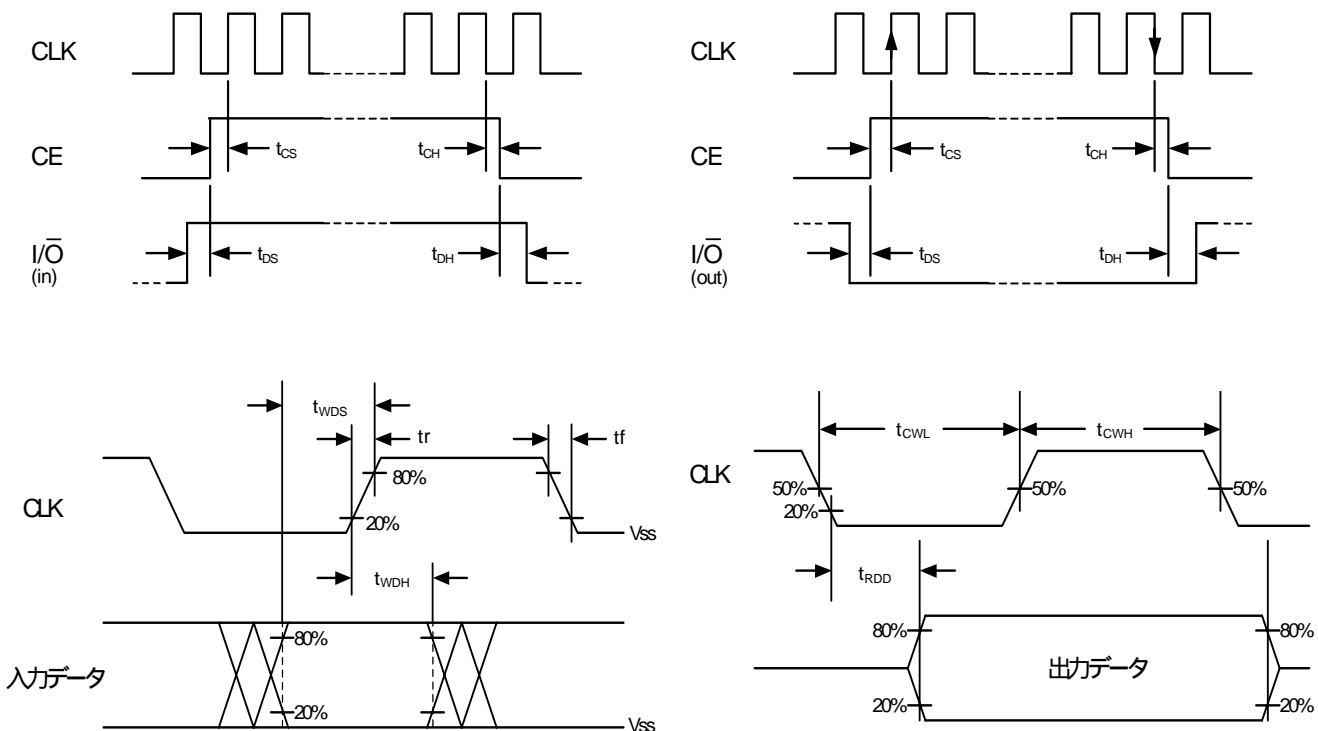 CLK
CE
tCS
tCH
I/O̅
(in)
tDS
tDH
CLK
CE
tCS
tCH
I/O̅
(out)
tDS
tDH
tWDS
tr
tf
CLK
80%
20%
Vss
tWDH
入力データ
80%
20%
Vss
tCWL
tCWH
CLK
50%
50%
50%
20%
tRDD
80%
80%
出力データ
20%
20%